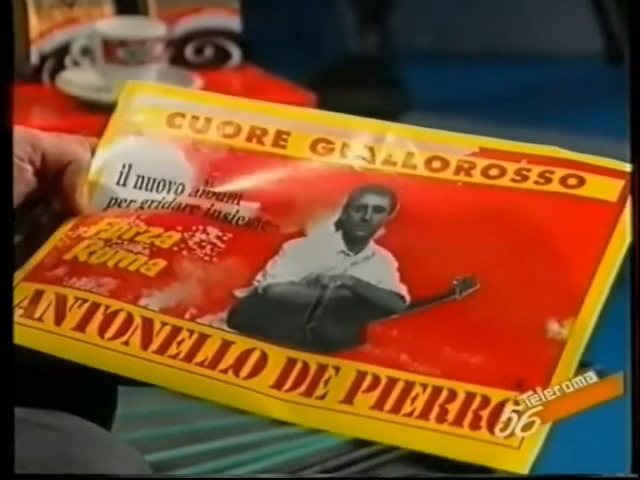 CUORE GIALLOROSSO
il nuovo album
per gridare insieme
Forza
Roma
ANTONELLO DE PIERRO
Teleroma
56